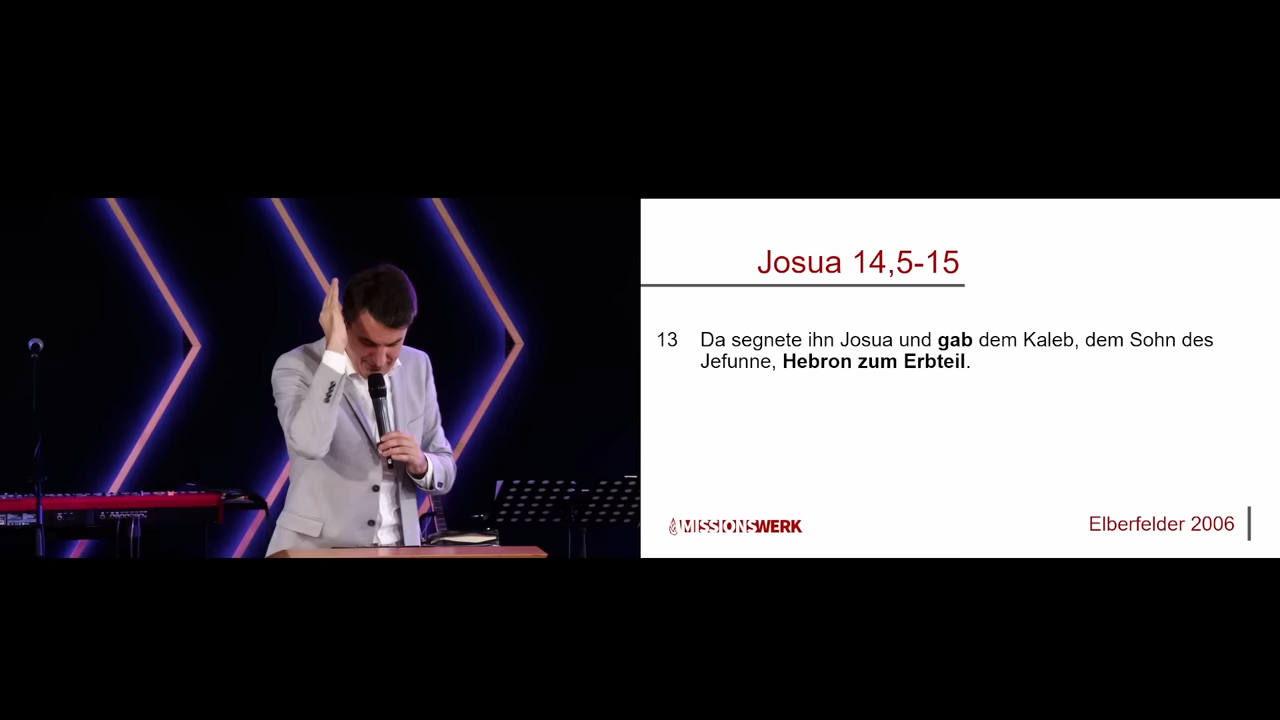 Josua 14,5-15
13 Da segnete ihn Josua und gab dem Kaleb, dem Sohn des
Jefunne, Hebron zum Erbteil.
MISSIONSWERK
Elberfelder 2006